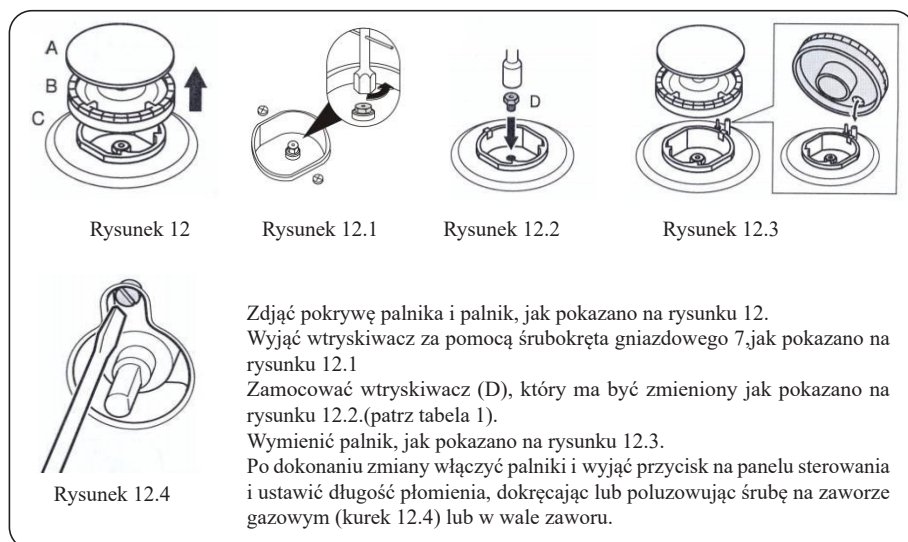 A
B
C
D
Rysunek 12
Rysunek 12.1
Rysunek 12.2
Rysunek 12.3
Zdjąć pokrywę palnika i palnik, jak pokazano na rysunku 12.
Wyjąć wtryskiwacz za pomocą śrubokręta gniazdowego 7,jak pokazano na
rysunku 12.1
Zamocować wtryskiwacz (D), który ma być zmieniony jak pokazano na
rysunku 12.2.(patrz tabela 1).
Wymienić palnik, jak pokazano na rysunku 12.3.
Po dokonaniu zmiany włączyć palniki i wyjąć przycisk na panelu sterowania
i ustawić długość płomienia, dokręcając lub poluzowując śrubę na zaworze
gazowym (kurek 12.4) lub w wale zaworu.
Rysunek 12.4